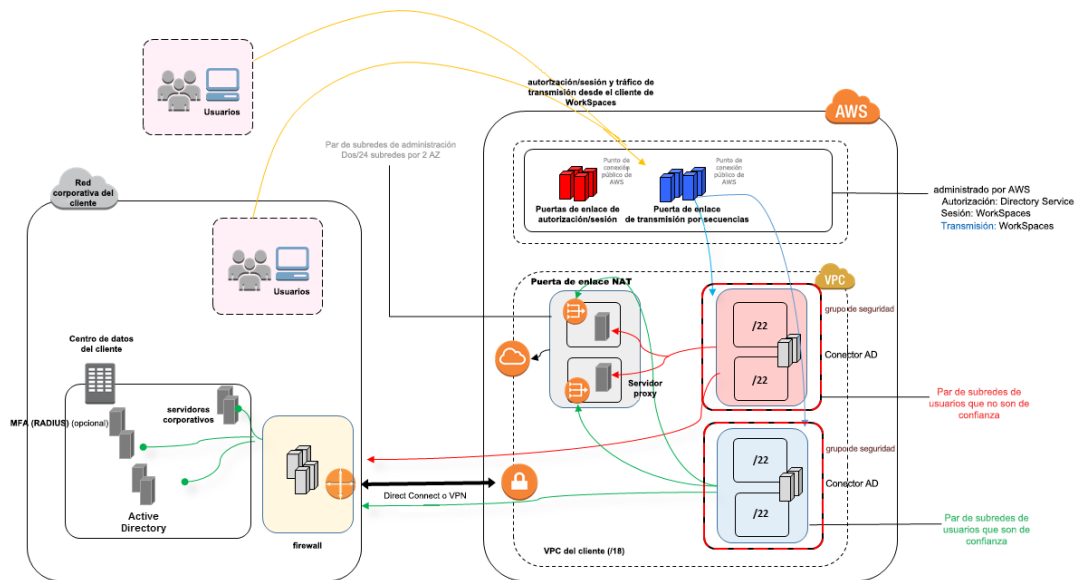 Usuarios
autorización/sesión y tráfico de
transmisión desde el cliente de
WorkSpaces
AWS
Par de subredes de administración
Dos/24 subredes por 2 AZ
Punto de
conexión
público de
AWS
Punto de
conexión
público de
AWS
Puertas de enlace de
autorización/sesión
Puerta de enlace
de transmisión por secuencias
administrado por AWS
Autorización: Directory Service
Sesión: WorkSpaces
Transmisión: WorkSpaces
Red
corporativa del
cliente
Usuarios
Puerta de enlace NAT
VPC
grupo de seguridad
/22
/22
Conector AD
Servidor
proxy
Par de subredes de
usuarios que no son de
confianza
Centro de datos
del cliente
servidores
corporativos
MFA (RADIUS) (opcional)
Active
Directory
firewall
Direct Connect o VPN
grupo de seguridad
/22
/22
Conector AD
Par de subredes de
usuarios que son de
confianza
VPC del cliente (/18)